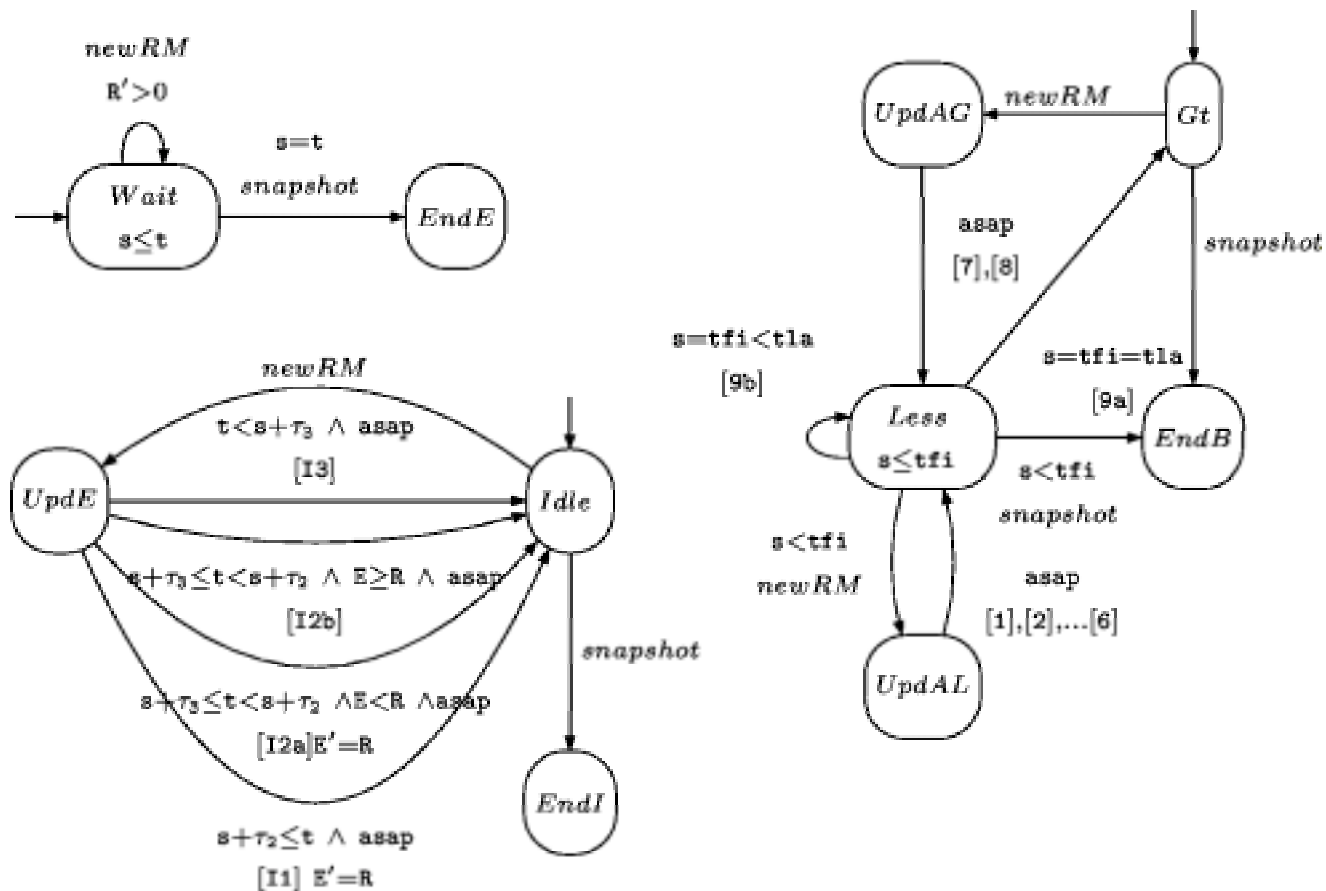 newRM
R'>0
s=t
snapshot
Wait
s≤t
EndE
newRM
t<s+τ₃ ∧ asap
[I3]
UpdE
Idle
s+τ₃≤t<s+τ₂ ∧ E≥R ∧ asap
[I2b]
snapshot
s+τ₃≤t<s+τ₂ ∧E<R ∧asap
[I2a]E'=R
EndI
s+τ₂≤t ∧ asap
[I1] E'=R
UpdAG
newRM
Gt
asap
[7],[8]
snapshot
s=tfi<tla
[9b]
s=tfi=tla
[9a]
Less
s≤tfi
EndB
s<tfi
snapshot
s<tfi
newRM
asap
[1],[2],...[6]
UpdAL